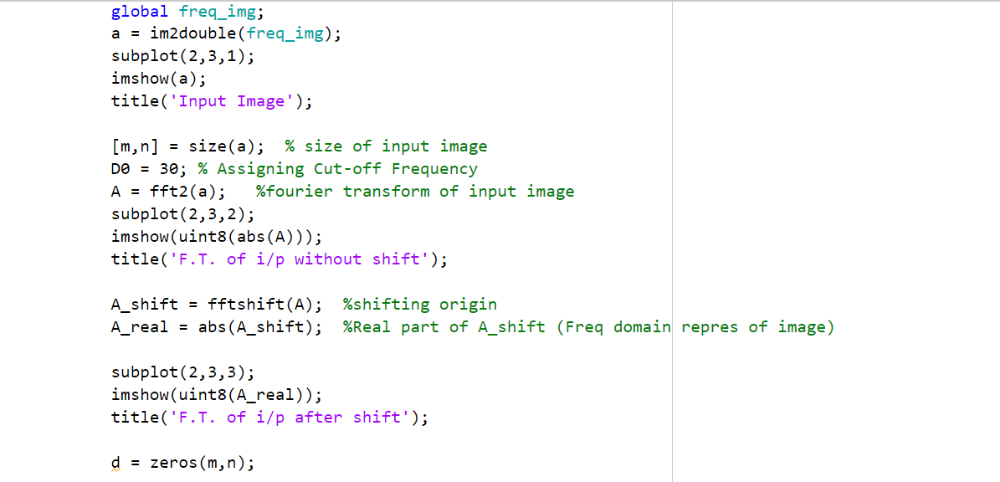 global freq_img;
a = im2double(freq_img);
subplot(2,3,1);
imshow(a);
title('Input Image');
[m,n] = size(a);  % size of input image
D0 = 30; % Assigning Cut-off Frequency
A = fft2(a);   %fourier transform of input image
subplot(2,3,2);
imshow(uint8(abs(A)));
title('F.T. of i/p without shift');
A_shift = fftshift(A);  %shifting origin
A_real = abs(A_shift);  %Real part of A_shift (Freq domain repres of image)
subplot(2,3,3);
imshow(uint8(A_real));
title('F.T. of i/p after shift');
d = zeros(m,n);